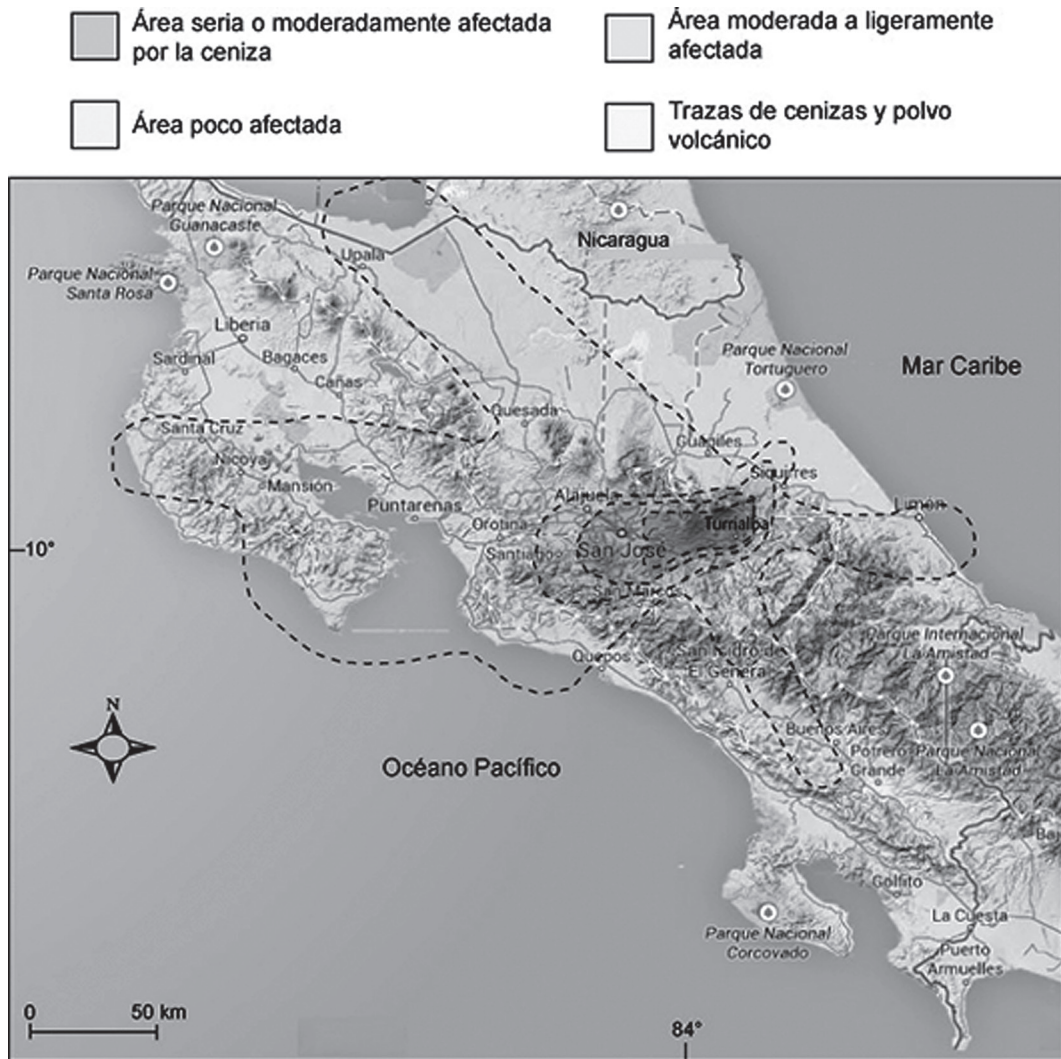 Área seria o moderadamente afectada
por la ceniza
Área moderada a ligeramente
afectada
Área poco afectada
Trazas de cenizas y polvo
volcánico
Parque Nacional
Guanacaste
Nicaragua
Upala
Parque Nacional
Santa Rosa
Liberia
Sardinal
Bagaces
Cañas
Parque Nacional
Tortuguero
Mar Caribe
Quesada
Santa Cruz
Guápiles
Nicoya
Mansión
Siquirres
Puntarenas
Alajuela
Limón
Orotina
Turrialba
10°
Santiago
San José
San Marcos
Parque Internacional
La Amistad
Quepos
San Isidro de
El General
N
Buenos Aires
Océano Pacífico
Potrero
Grande
Parque Nacional
La Amistad
Golfito
La Cuesta
Parque Nacional
Corcovado
Puerto
Armuelles
0
50 km
84°